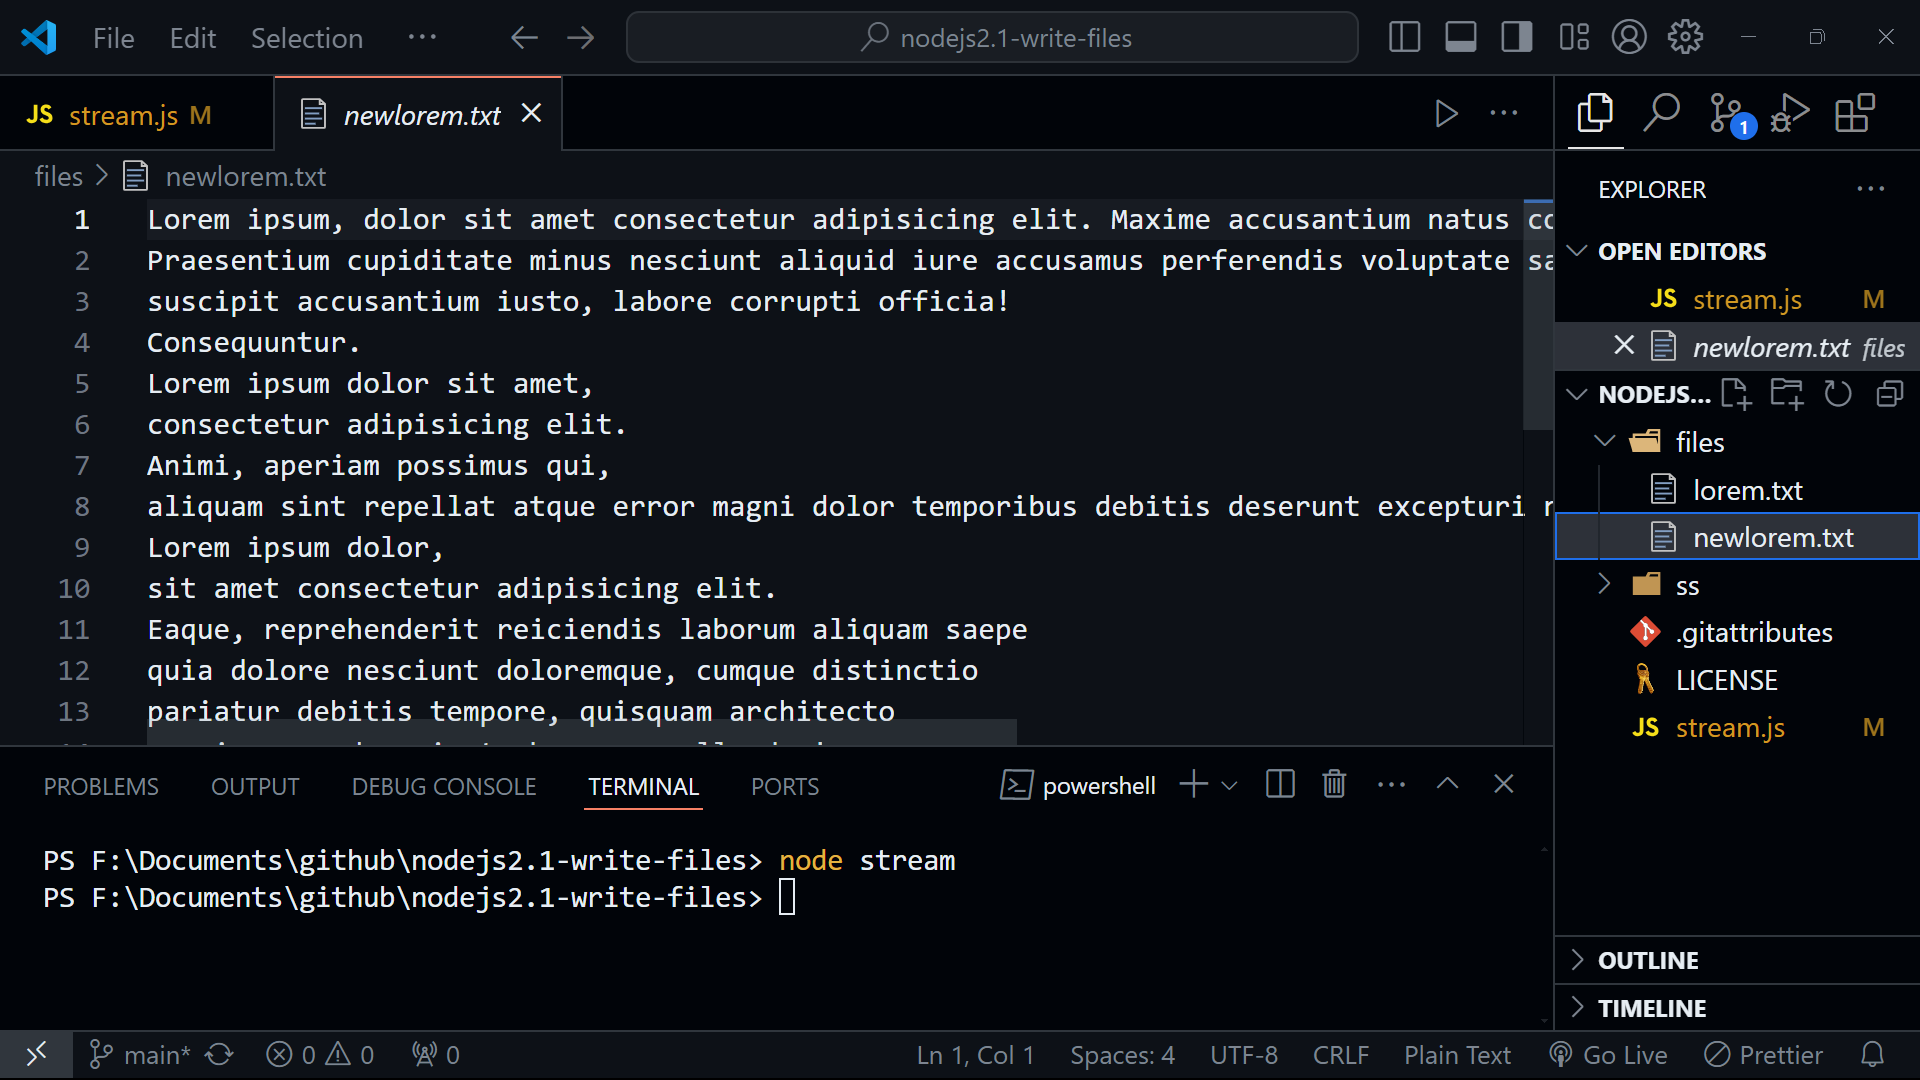 File Edit Selection ··· nodejs2.1-write-files
JS stream.js M newlorem.txt
files > newlorem.txt
1 Lorem ipsum, dolor sit amet consectetur adipisicing elit. Maxime accusantium natus co
2 Praesentium cupiditate minus nesciunt aliquid iure accusamus perferendis voluptate sa
3 suscipit accusantium iusto, labore corrupti officia!
4 Consequuntur.
5 Lorem ipsum dolor sit amet,
6 consectetur adipisicing elit.
7 Animi, aperiam possimus qui,
8 aliquam sint repellat atque error magni dolor temporibus debitis deserunt excepturi
9 Lorem ipsum dolor,
10 sit amet consectetur adipisicing elit.
11 Eaque, reprehenderit reiciendis laborum aliquam saepe
12 quia dolore nesciunt doloremque, cumque distinctio
13 pariatur debitis tempore, quisquam architecto
PROBLEMS OUTPUT DEBUG CONSOLE TERMINAL PORTS powershell
PS F:\Documents\github\nodejs2.1-write-files> node stream
PS F:\Documents\github\nodejs2.1-write-files>
1
EXPLORER
OPEN EDITORS
JS stream.js M
newlorem.txt files
NODEJS...
files
lorem.txt
newlorem.txt
ss
.gitattributes
LICENSE
JS stream.js M
OUTLINE
TIMELINE
main* 0 0 0 Ln 1, Col 1 Spaces: 4 UTF-8 CRLF Plain Text Go Live Prettier